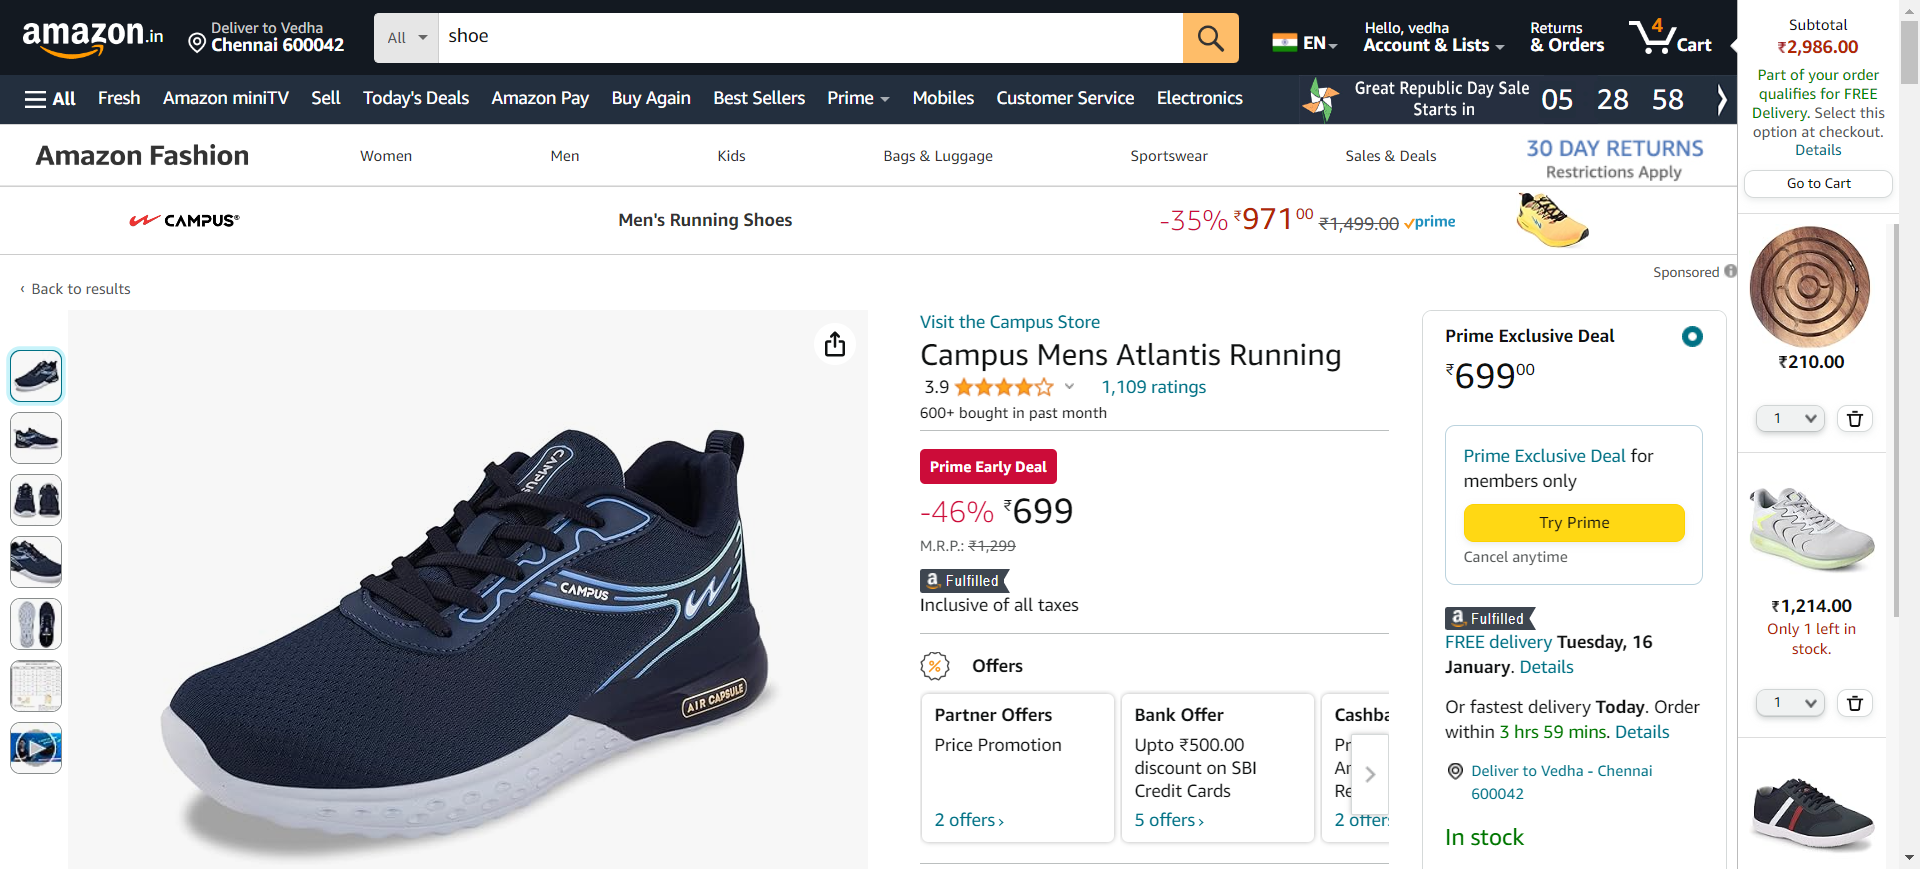 amazon.in
Deliver to Vedha
Chennai 600042
All
shoe
EN
Hello, vedha
Account & Lists
Returns
& Orders
4
Cart
All
Fresh
Amazon miniTV
Sell
Today's Deals
Amazon Pay
Buy Again
Best Sellers
Prime
Mobiles
Customer Service
Electronics
Great Republic Day Sale
Starts in
05 28 58
Amazon Fashion
Women
Men
Kids
Bags & Luggage
Sportswear
Sales & Deals
30 DAY RETURNS
Restrictions Apply
CAMPUS®
Men's Running Shoes
-35% ₹97100 ₹1,499.00 prime
Sponsored
‹ Back to results
CAMPUS
CAMPUS
AIR CAPSULE
Visit the Campus Store
Campus Mens Atlantis Running
3.9
1,109 ratings
600+ bought in past month
Prime Early Deal
-46% ₹699
M.R.P.: ₹1,299
a Fulfilled
Inclusive of all taxes
%
Offers
Partner Offers
Price Promotion
2 offers›
Bank Offer
Upto ₹500.00
discount on SBI
Credit Cards
5 offers›
Cashba
Pr
Ar
Re
2 offers
Prime Exclusive Deal
₹69900
Prime Exclusive Deal for
members only
Try Prime
Cancel anytime
a Fulfilled
FREE delivery Tuesday, 16
January. Details
Or fastest delivery Today. Order
within 3 hrs 59 mins. Details
Deliver to Vedha - Chennai
600042
In stock
Subtotal
₹2,986.00
Part of your order
qualifies for FREE
Delivery. Select this
option at checkout.
Details
Go to Cart
₹210.00
1
₹1,214.00
Only 1 left in
stock.
1